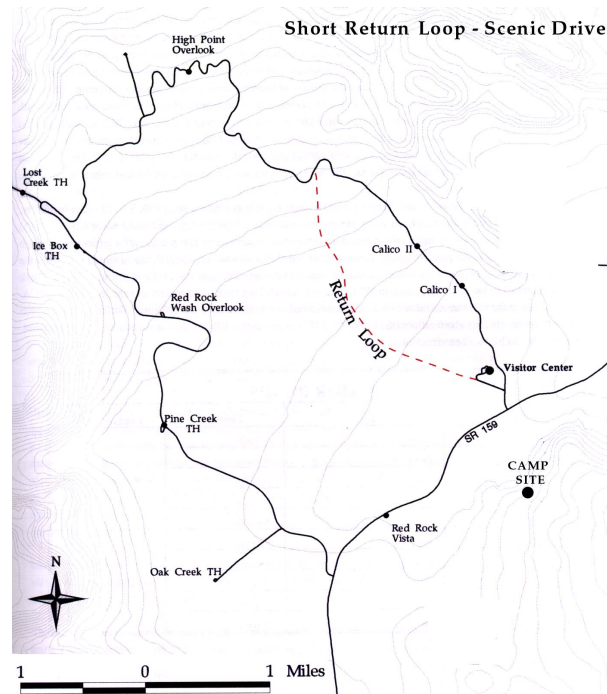 Short Return Loop - Scenic Drive
High Point
Overlook
Lost
Creek TH
Ice Box
TH
Calico II
Calico I
Red Rock
Wash Overlook
Return Loop
Visitor Center
Pine Creek
TH
SR 159
CAMP
SITE
Red Rock
Vista
Oak Creek TH
N
1 0 1 Miles